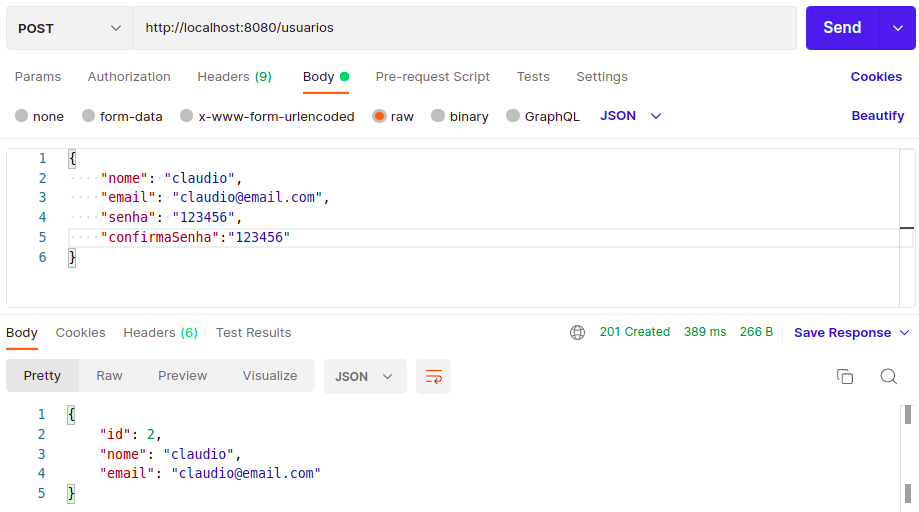 POST http://localhost:8080/usuarios Send
Params Authorization Headers (9) Body Pre-request Script Tests Settings Cookies
none form-data x-www-form-urlencoded raw binary GraphQL JSON Beautify
1 {
2 "nome": "claudio",
3 "email": "claudio@email.com",
4 "senha": "123456",
5 "confirmaSenha":"123456"
6 }
Body Cookies Headers (6) Test Results 201 Created 389 ms 266 B Save Response
Pretty Raw Preview Visualize JSON
1 {
2 "id": 2,
3 "nome": "claudio",
4 "email": "claudio@email.com"
5 }